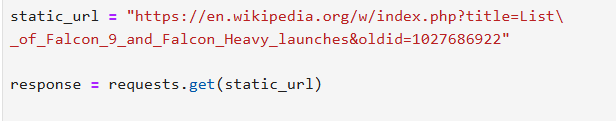 static_url = "https://en.wikipedia.org/w/index.php?title=List\
_of_Falcon_9_and_Falcon_Heavy_launches&oldid=1027686922"
response = requests.get(static_url)